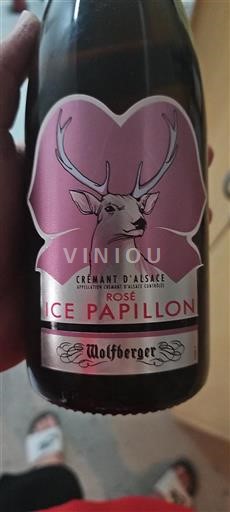 VINIOU
CRÉMANT D'ALSACE
APPELLATION CRÉMANT D'ALSACE CONTRÔLÉE
ROSÉ
ICE PAPILLON
Wolfberger